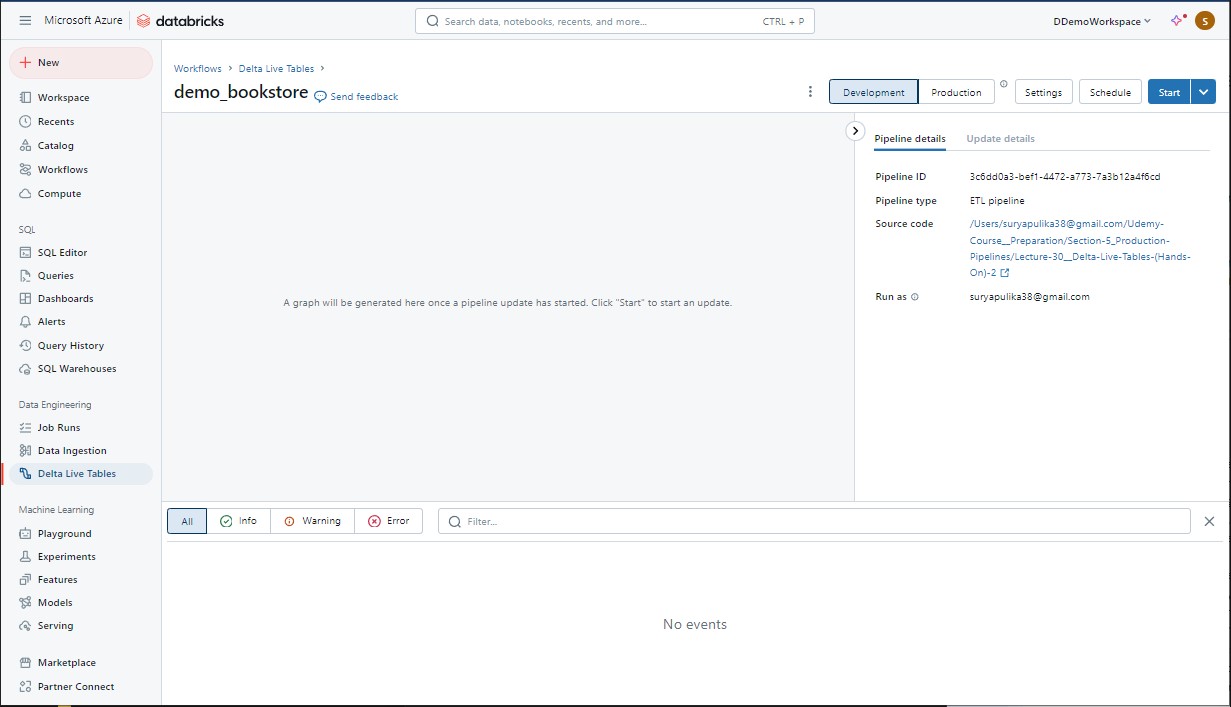 Microsoft Azure databricks Search data, notebooks, recents, and more... CTRL + P DDemoWorkspace S
New
Workspace
Recents
Catalog
Workflows
Compute
SQL
SQL Editor
Queries
Dashboards
Alerts
Query History
SQL Warehouses
Data Engineering
Job Runs
Data Ingestion
Delta Live Tables
Machine Learning
Playground
Experiments
Features
Models
Serving
Marketplace
Partner Connect
Workflows > Delta Live Tables >
demo_bookstore Send feedback
Development Production Settings Schedule Start
A graph will be generated here once a pipeline update has started. Click "Start" to start an update.
Pipeline details Update details
Pipeline ID 3c6dd0a3-bef1-4472-a773-7a3b12a4f6cd
Pipeline type ETL pipeline
Source code /Users/suryapulika38@gmail.com/Udemy-
Course__Preparation/Section-5_Production-
Pipelines/Lecture-30__Delta-Live-Tables-(Hands-
On)-2
Run as suryapulika38@gmail.com
All Info Warning Error Filter...
No events